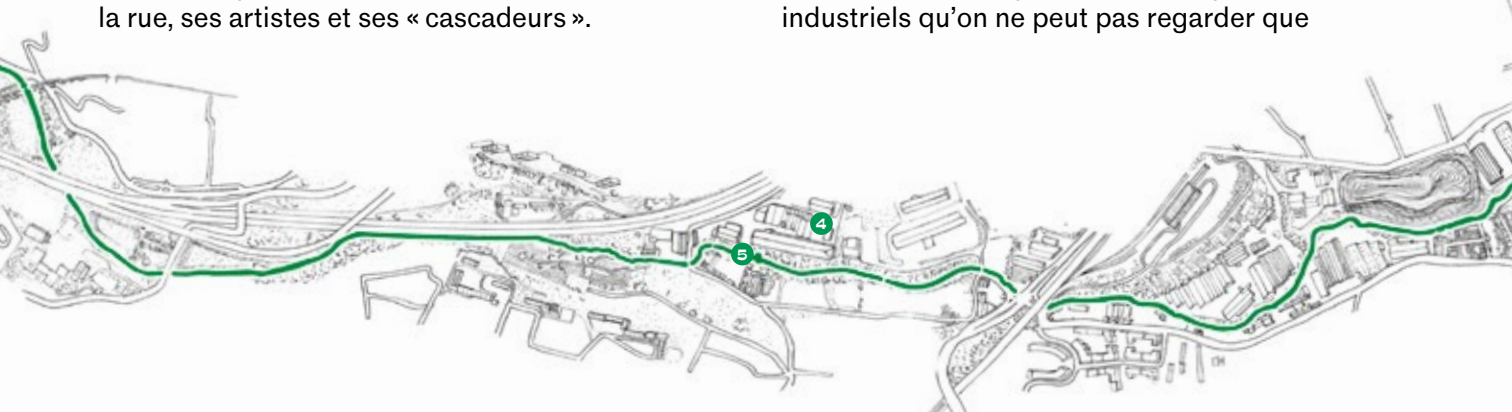 la rue, ses artistes et ses « cascadeurs ».
industriels qu'on ne peut pas regarder que
4
5